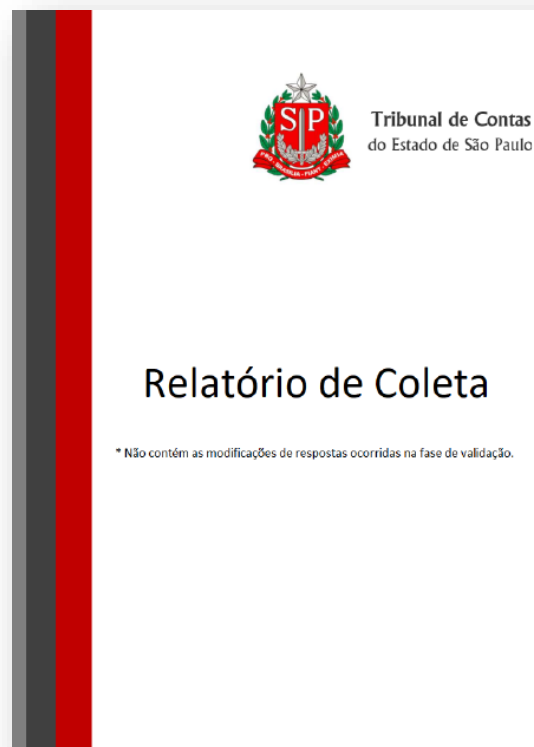 SP
Tribunal de Contas
do Estado de São Paulo
Relatório de Coleta
* Não contém as modificações de respostas ocorridas na fase de validação.